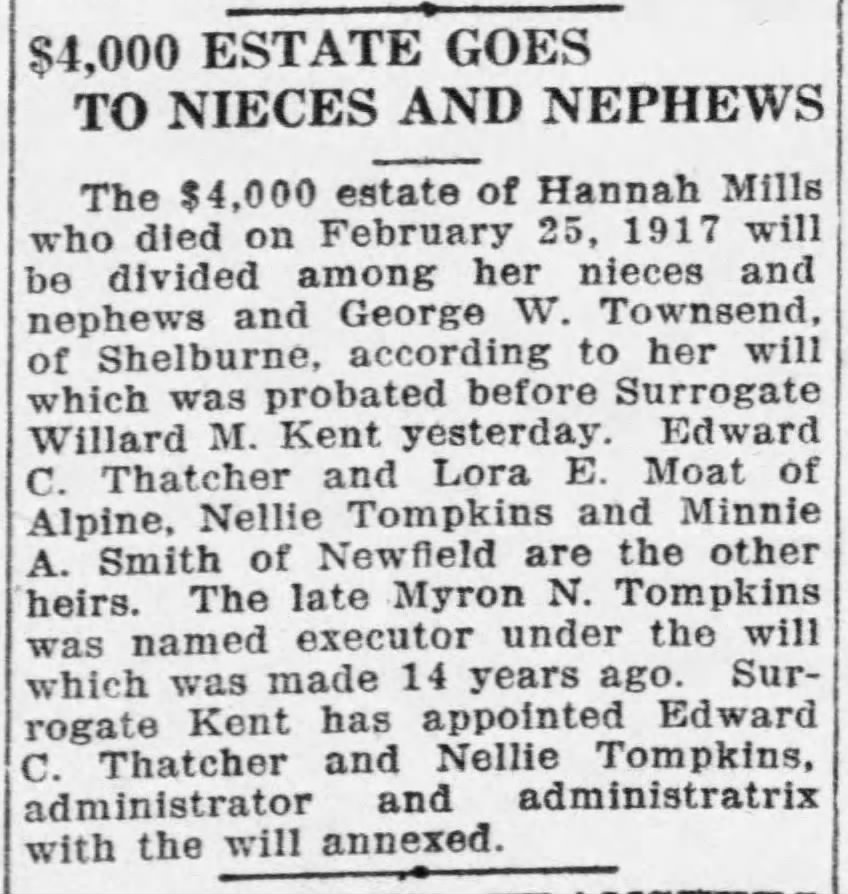 $4,000 ESTATE GOES
TO NIECES AND NEPHEWS
The $4,000 estate of Hannah Mills
who died on February 25, 1917 will
be divided among her nieces and
nephews and George W. Townsend,
of Shelburne, according to her will
which was probated before Surrogate
Willard M. Kent yesterday. Edward
C. Thatcher and Lora E. Moat of
Alpine, Nellie Tompkins and Minnie
A. Smith of Newfield are the other
heirs. The late Myron N. Tompkins
was named executor under the will
which was made 14 years ago. Sur-
rogate Kent has appointed Edward
C. Thatcher and Nellie Tompkins,
administrator and administratrix
with the will annexed.